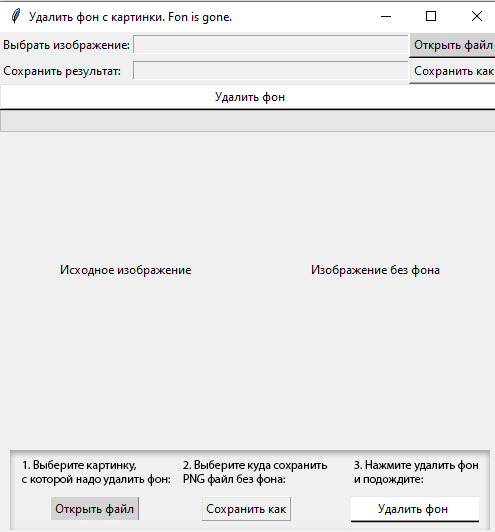 Удалить фон с картинки. Fon is gone.
Выбрать изображение: Открыть файл
Сохранить результат: Сохранить как
Удалить фон
Исходное изображение Изображение без фона
1. Выберите картинку, 2. Выберите куда сохранить 3. Нажмите удалить фон
с которой надо удалить фон: PNG файл без фона: и подождите:
Открыть файл Сохранить как Удалить фон